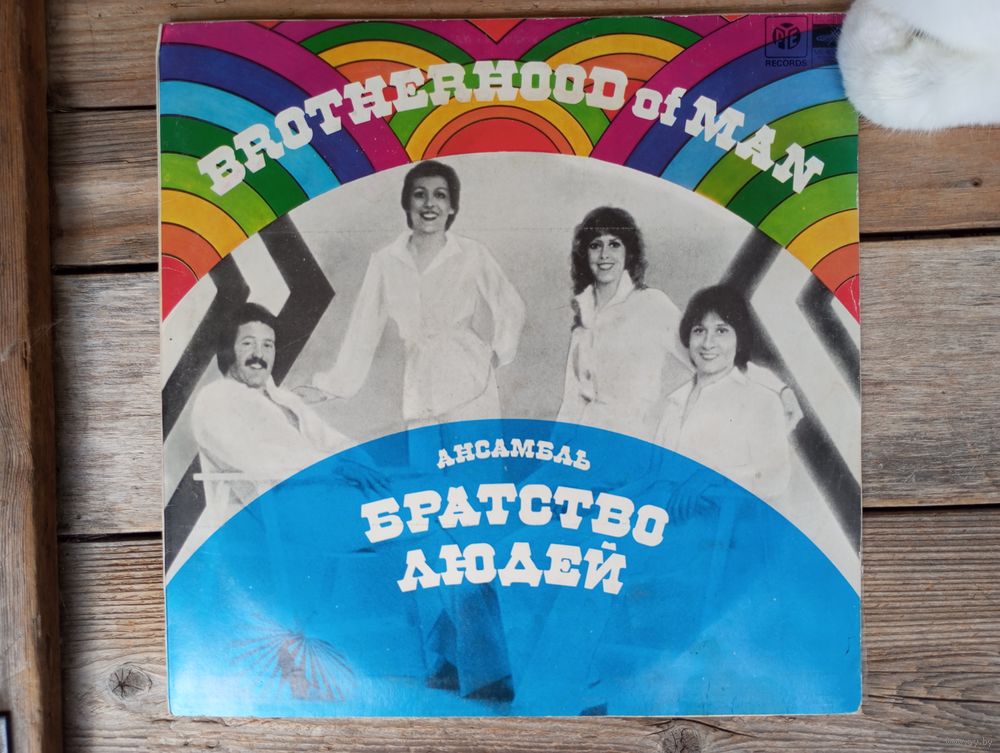 PYE
RECORDS
BROTHERHOOD of MAN
АНСАМБЛЬ
БРАТСТВО
ЛЮДЕЙ